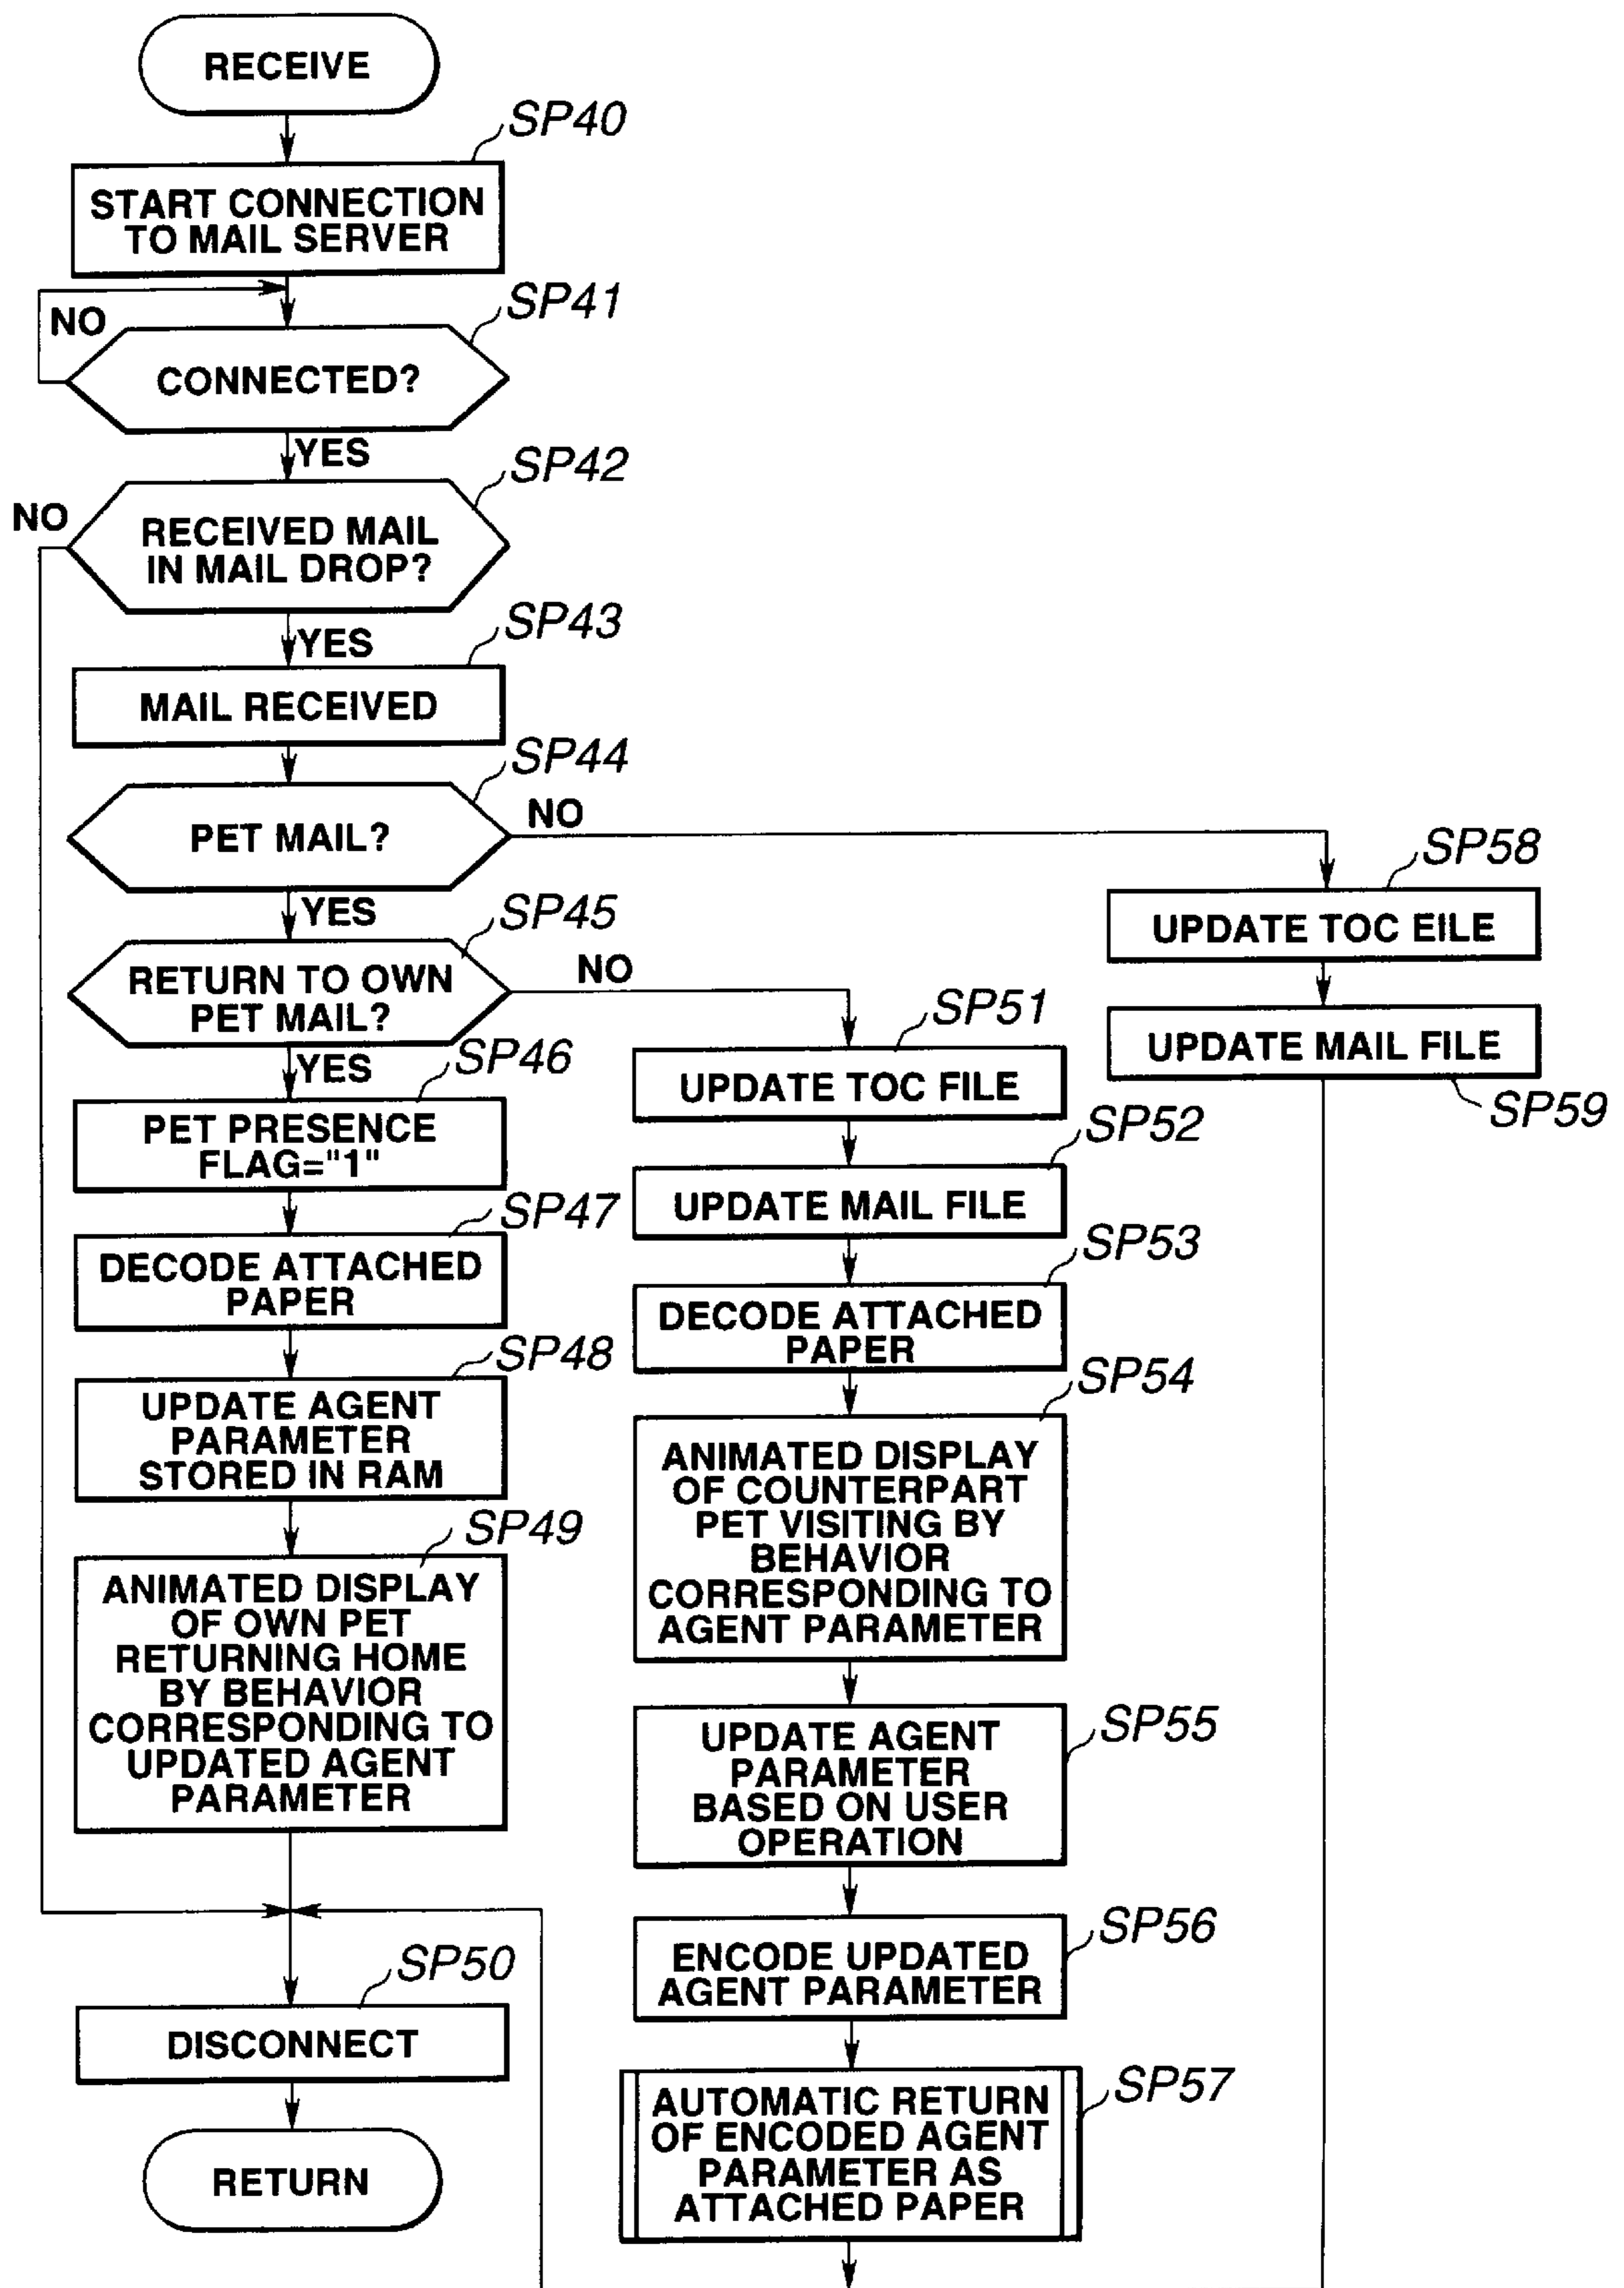 RECEIVE
SP40
START CONNECTION
TO MAIL SERVER
SP41
NO
CONNECTED?
YES
SP42
NO
RECEIVED MAIL
IN MAIL DROP?
YES
SP43
MAIL RECEIVED
SP44
PET MAIL?
NO
YES
SP45
RETURN TO OWN
PET MAIL?
NO
YES
SP46
PET PRESENCE
FLAG="1"
SP47
DECODE ATTACHED
PAPER
SP48
UPDATE AGENT
PARAMETER
STORED IN RAM
SP49
ANIMATED DISPLAY
OF OWN PET
RETURNING HOME
BY BEHAVIOR
CORRESPONDING TO
UPDATED AGENT
PARAMETER
SP50
DISCONNECT
RETURN
SP51
UPDATE TOC FILE
SP52
UPDATE MAIL FILE
SP53
DECODE ATTACHED
PAPER
SP54
ANIMATED DISPLAY
OF COUNTERPART
PET VISITING BY
BEHAVIOR
CORRESPONDING TO
AGENT PARAMETER
SP55
UPDATE AGENT
PARAMETER
BASED ON USER
OPERATION
SP56
ENCODE UPDATED
AGENT PARAMETER
SP57
AUTOMATIC RETURN
OF ENCODED AGENT
PARAMETER AS
ATTACHED PAPER
SP58
UPDATE TOC EILE
UPDATE MAIL FILE
SP59